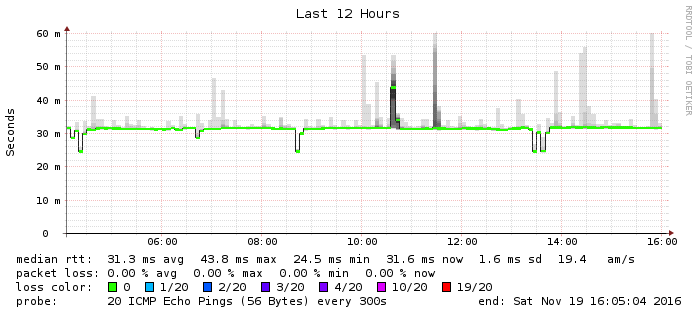 Last 12 Hours
RRDTOOL / TOBI OETIKER
Seconds
60 m
50 m
40 m
30 m
20 m
10 m
0
06:00 08:00 10:00 12:00 14:00 16:00
median rtt: 31.3 ms avg 43.8 ms max 24.5 ms min 31.6 ms now 1.6 ms sd 19.4 am/s
packet loss: 0.00 % avg 0.00 % max 0.00 % min 0.00 % now
loss color: 0 1/20 2/20 3/20 4/20 10/20 19/20
probe: 20 ICMP Echo Pings (56 Bytes) every 300s end: Sat Nov 19 16:05:04 2016